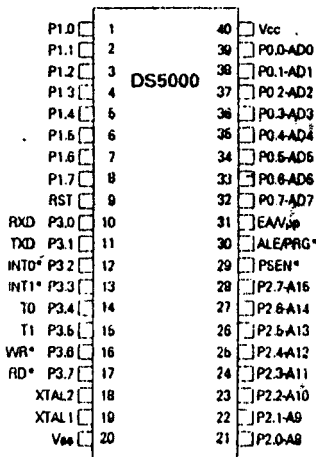 P1.0 1 40 Vcc
P1.1 2 39 P0.0-AD0
P1.2 3 38 P0.1-AD1
P1 3 4 DS5000 37 P0 2-AD2
P1.4 5 36 P0.3-AD3
P1.5 6 35 P0.4-AD4
P1.6 7 34 P0.5-AD5
P1.7 8 33 P0.6-AD6
RST 9 32 P0.7-AD7
RXD P3.0 10 31 EA/Vpp
TXD P3.1 11 30 ALE/PRG*
INT0* P3 2 12 29 PSEN*
INT1* P3.3 13 28 P2.7-A15
T0 P3.4 14 27 P2.6-A14
T1 P3.5 15 26 P2.5-A13
WR* P3.6 16 25 P2.4-A12
RD* P3.7 17 24 P2.3-A11
XTAL2 18 23 P2.2-A10
XTAL1 19 22 P2.1-A9
Vss 20 21 P2.0-A8